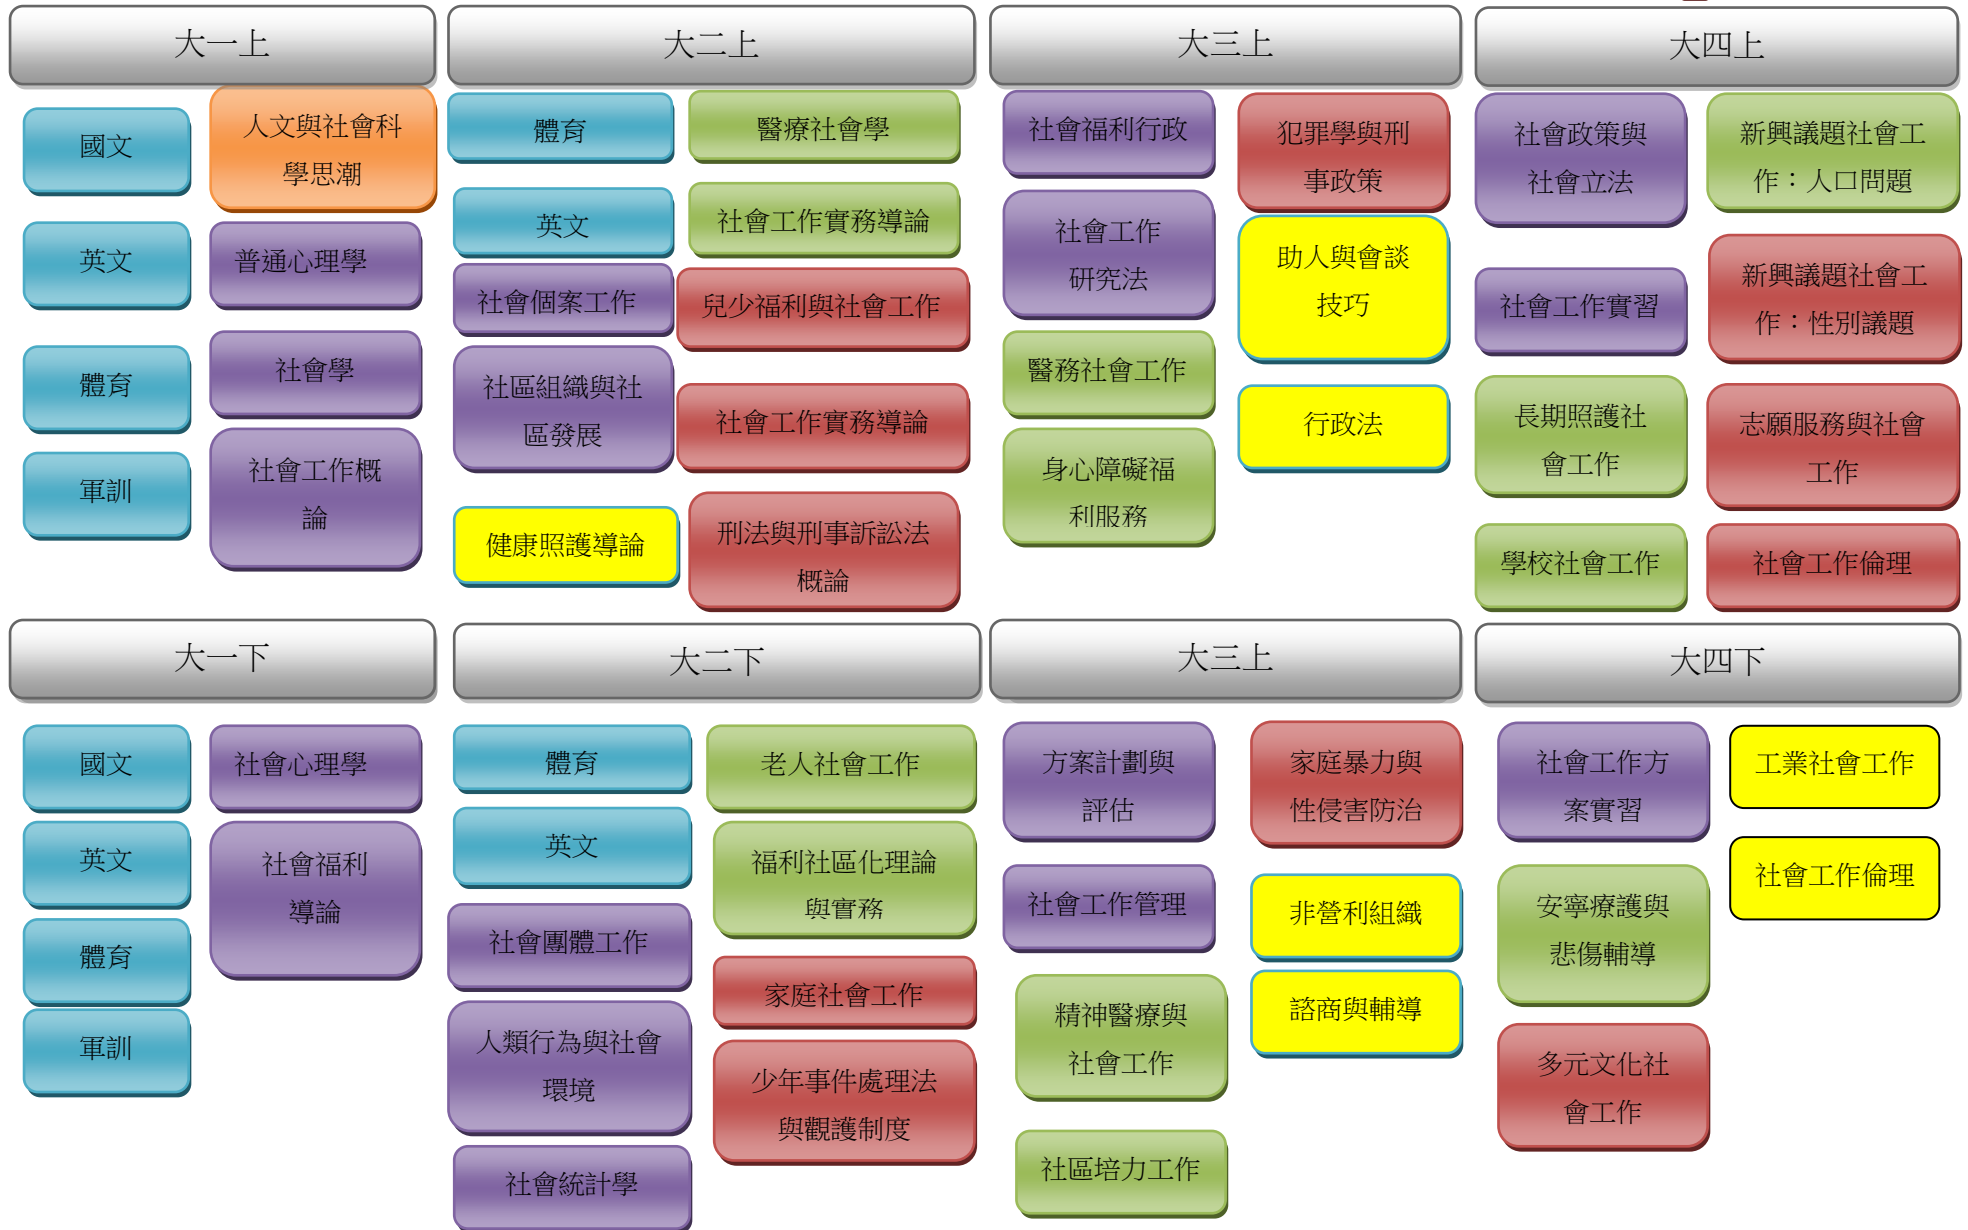 大一上
國文
人文與社會科
學思潮
英文
普通心理學
體育
社會學
軍訓
社會工作概
論
大二上
體育
醫療社會學
英文
社會工作實務導論
社會個案工作
兒少福利與社會工作
社區組織與社
區發展
社會工作實務導論
健康照護導論
刑法與刑事訴訟法
概論
大三上
社會福利行政
犯罪學與刑
事政策
社會工作
研究法
助人與會談
技巧
醫務社會工作
行政法
身心障礙福
利服務
大四上
社會政策與
社會立法
新興議題社會工
作：人口問題
社會工作實習
新興議題社會工
作：性別議題
長期照護社
會工作
志願服務與社會
工作
學校社會工作
社會工作倫理
大一下
國文
社會心理學
英文
社會福利
導論
體育
軍訓
大二下
體育
老人社會工作
英文
福利社區化理論
與實務
社會團體工作
家庭社會工作
人類行為與社會
環境
少年事件處理法
與觀護制度
社會統計學
大三上
方案計劃與
評估
家庭暴力與
性侵害防治
社會工作管理
非營利組織
精神醫療與
社會工作
諮商與輔導
社區培力工作
大四下
社會工作方
案實習
工業社會工作
安寧療護與
悲傷輔導
社會工作倫理
多元文化社
會工作